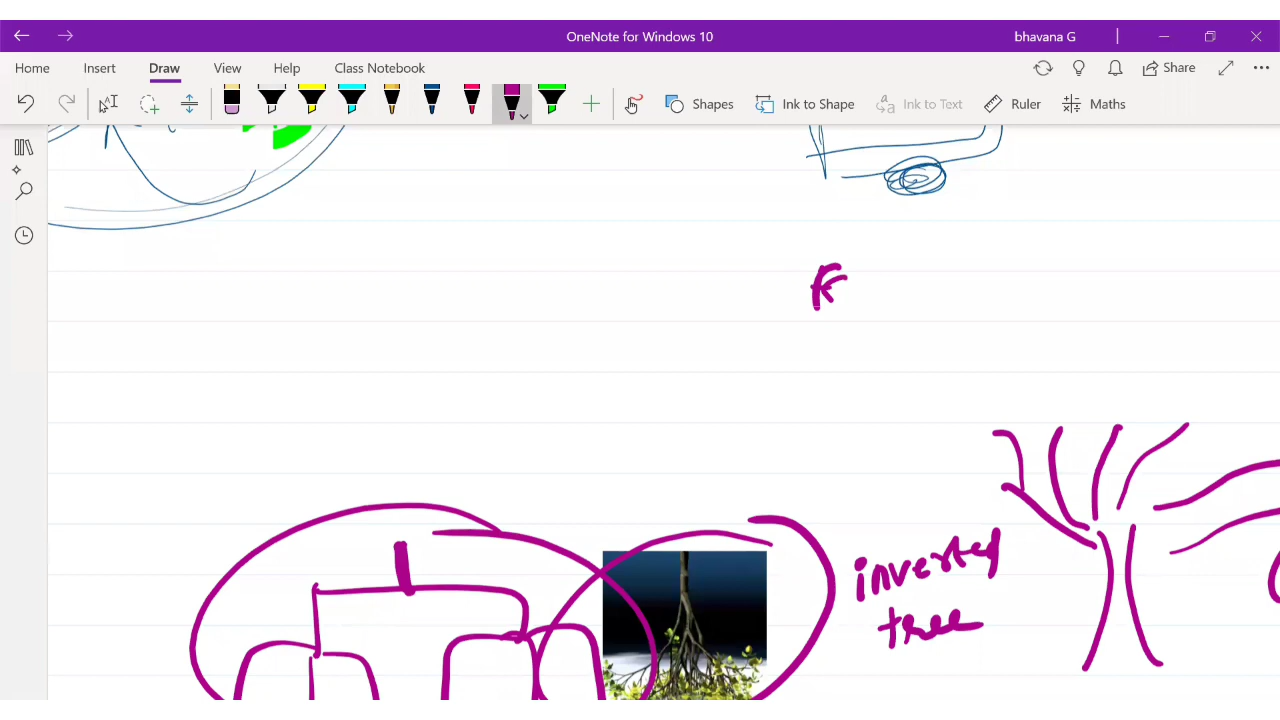 OneNote for Windows 10
bhavana G
Home Insert Draw View Help Class Notebook
Share
Shapes Ink to Shape Ink to Text Ruler Maths
inverted
tree